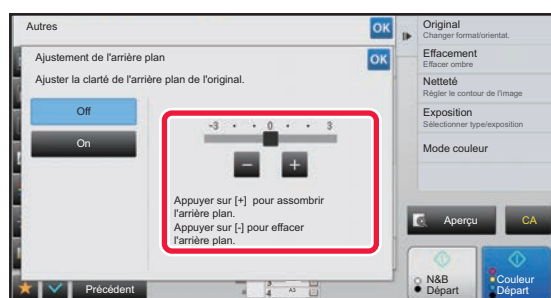 Autres
OK
Ajustement de l'arrière plan
OK
Ajuster la clarté de l'arrière plan de l'original.
Off
On
-3 • • 0 • • 3
− +
Appuyer sur [+] pour assombrir
l'arrière plan.
Appuyer sur [-] pour effacer
l'arrière plan.
Précédent
4 A3
Original
Changer format/orientat.
Effacement
Effacer ombre
Netteté
Régler le contour de l'image
Exposition
Sélectionner type/exposition
Mode couleur
Aperçu
CA
N&B
Départ
Couleur
Départ